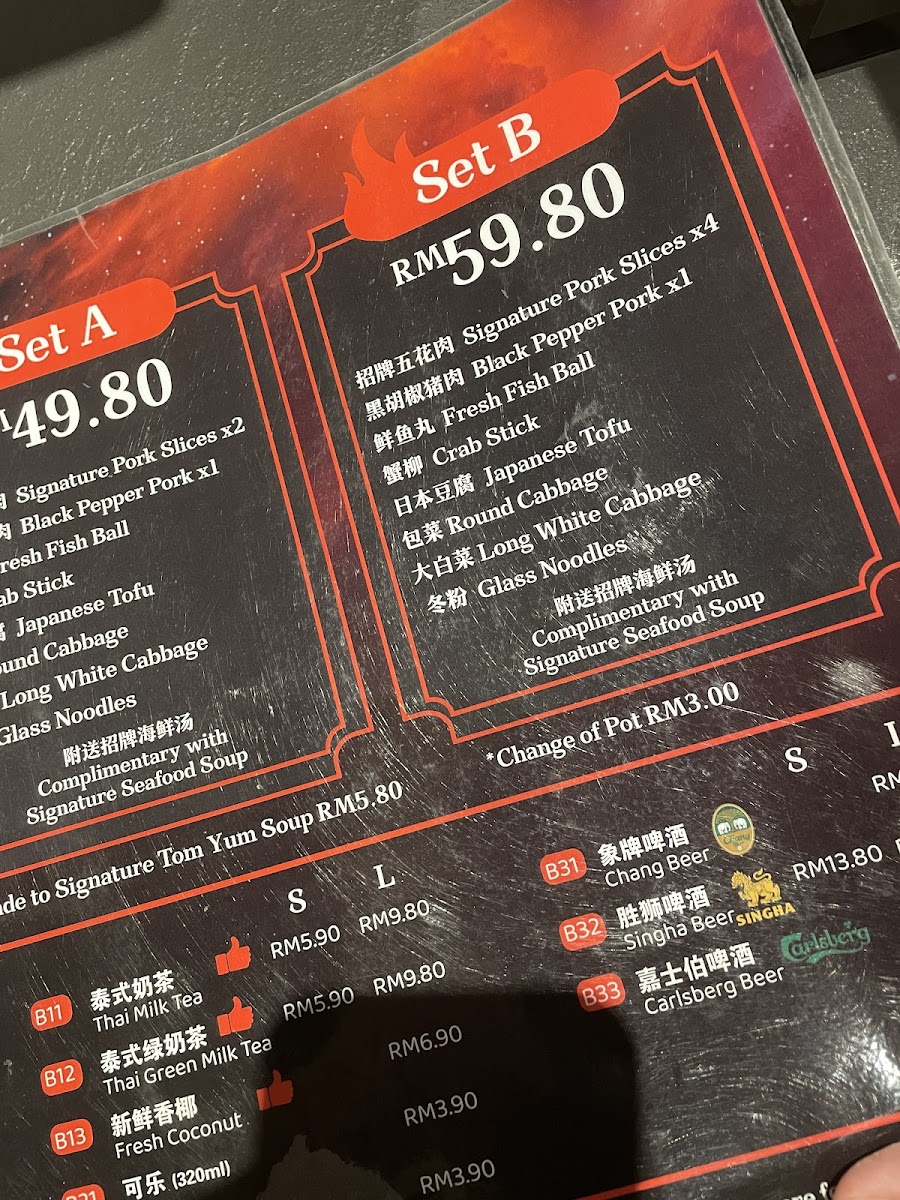 Set A
49.80
肉 Signature Pork Slices x2
肉 Black Pepper Pork x1
Fresh Fish Ball
Stick
Japanese Tofu
Cabbage
Long White Cabbage
Glass Noodles
附送招牌海鲜汤
Complimentary with
Signature Seafood Soup
Set B
RM59.80
招牌五花肉 Signature Pork Slices x4
黑胡椒猪肉 Black Pepper Pork x1
鲜鱼丸 Fresh Fish Ball
蟹柳 Crab Stick
日本豆腐 Japanese Tofu
包菜 Round Cabbage
大白菜 Long White Cabbage
冬粉 Glass Noodles
附送招牌海鲜汤
Complimentary with
Signature Seafood Soup
to Signature Tom Yum Soup RM5.80
*Change of Pot RM3.00
S L
B11 泰式奶茶 RM5.90 RM9.80
Thai Milk Tea
B12 泰式绿奶茶 RM5.90 RM9.80
Thai Green Milk Tea
B13 新鲜香椰 RM6.90
Fresh Coconut
可乐 (320ml) RM3.90
RM3.90
S L
B31 象牌啤酒 Chang RM
Chang Beer
B32 胜狮啤酒 SINGHA RM13.80
Singha Beer
B33 嘉士伯啤酒 Carlsberg
Carlsberg Beer